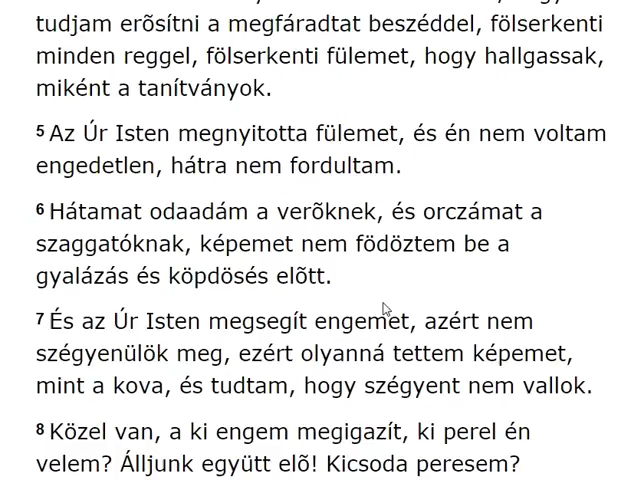 tudjam erõsítni a megfáradtat beszéddel, fölserkenti
minden reggel, fölserkenti fülemet, hogy hallgassak,
miként a tanítványok.
5 Az Úr Isten megnyitotta fülemet, és én nem voltam
engedetlen, hátra nem fordultam.
6 Hátamat odaadám a verõknek, és orczámat a
szaggatóknak, képemet nem födöztem be a
gyalázás és köpdösés elõtt.
7 És az Úr Isten megsegít engemet, azért nem
szégyenülök meg, ezért olyanná tettem képemet,
mint a kova, és tudtam, hogy szégyent nem vallok.
8 Közel van, a ki engem megigazít, ki perel én
velem? Álljunk együtt elõ! Kicsoda peresem?